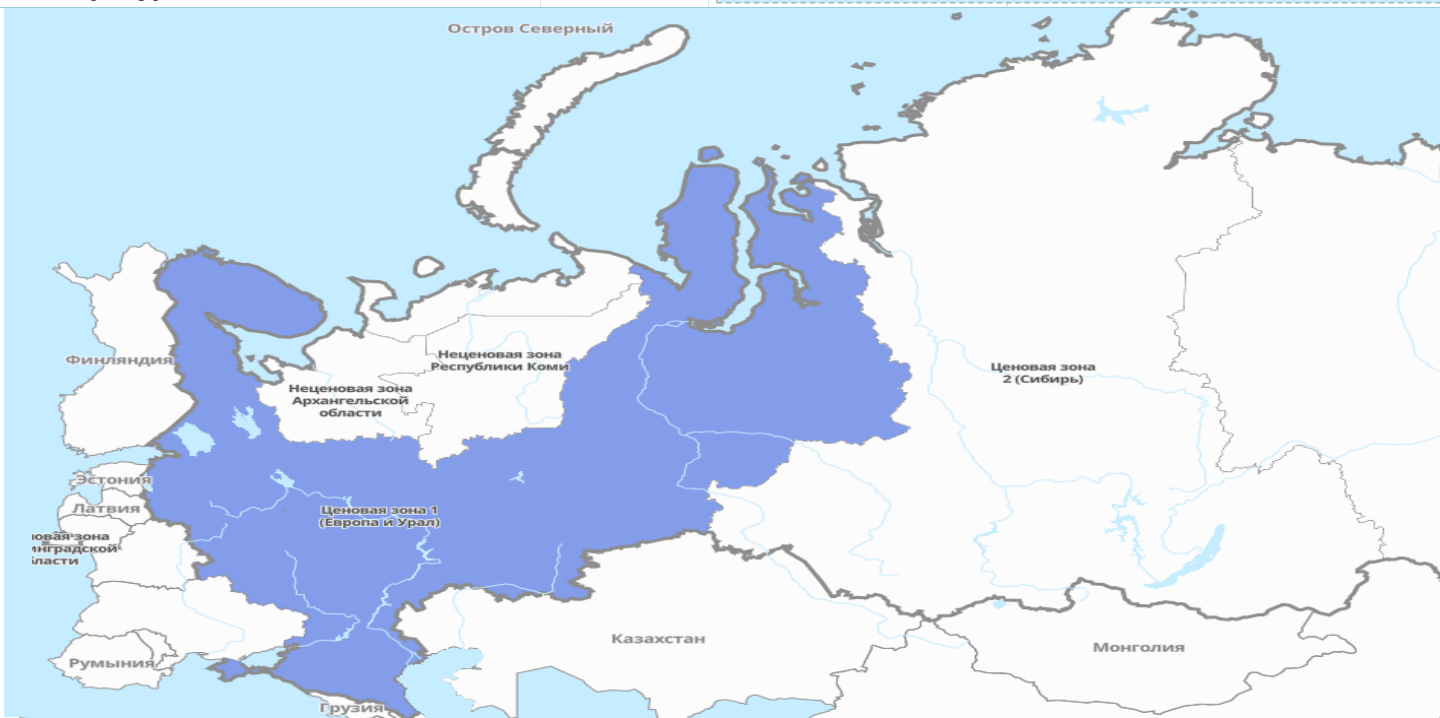 Остров Северный
Финляндия
Неценовая зона
Республики Коми
Неценовая зона
Архангельской
области
Ценовая зона
2 (Сибирь)
Эстония
Латвия
Ценовая зона 1
(Европа и Урал)
зона
Казахстан
Монголия
Румыния
Грузия